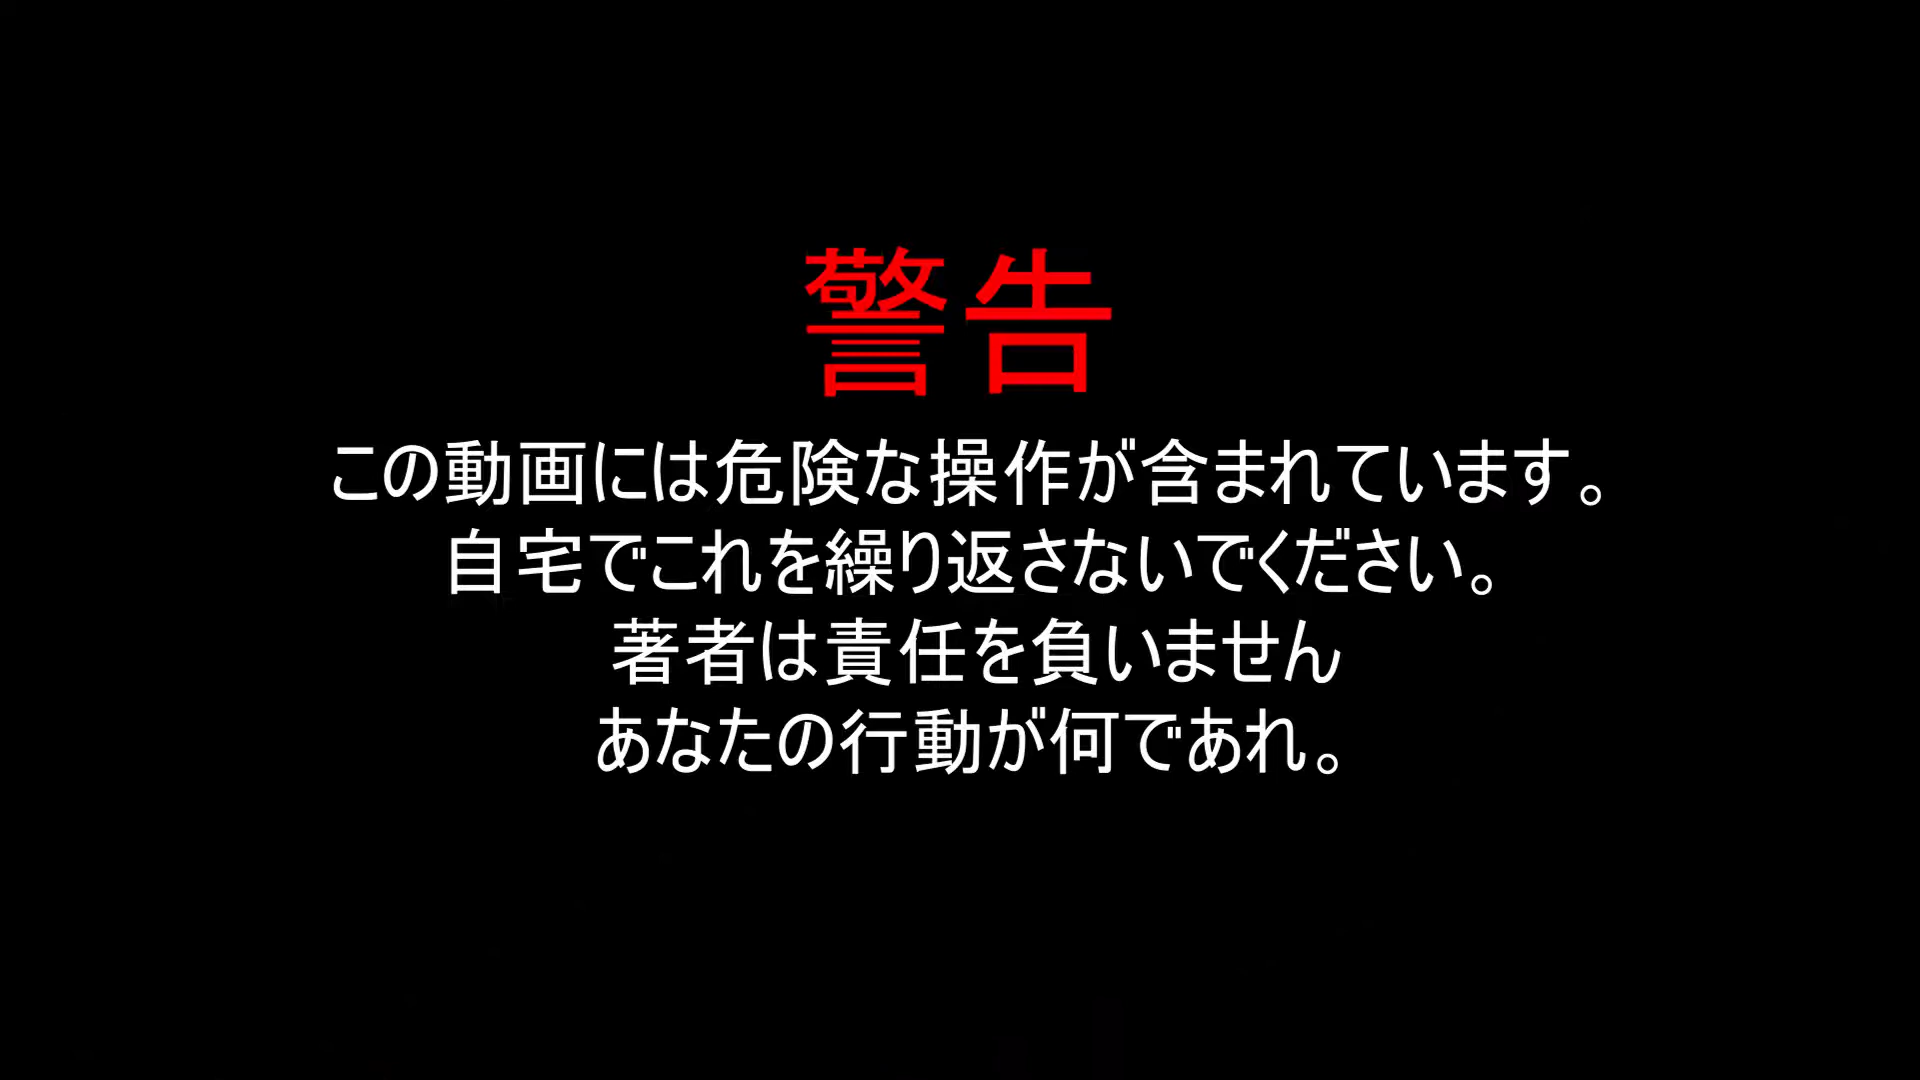 警告
この動画には危険な操作が含まれています。
自宅でこれを繰り返さないでください。
著者は責任を負いません
あなたの行動が何であれ。